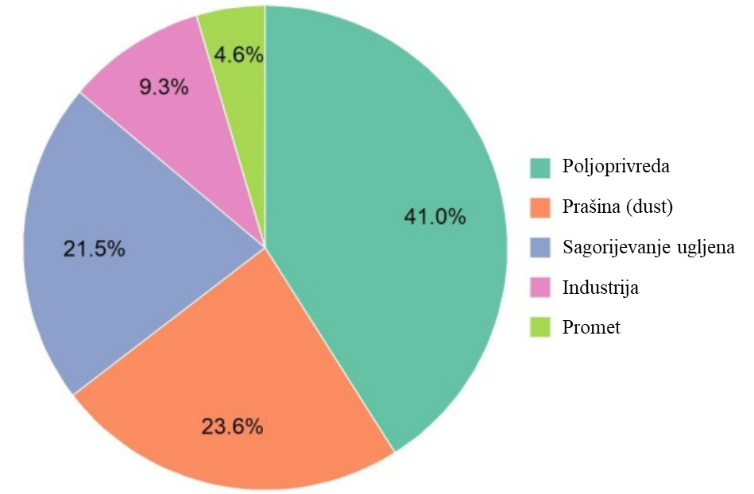 4.6%
9.3%
41.0%
21.5%
23.6%
Poljoprivreda
Prašina (dust)
Sagorijevanje ugljena
Industrija
Promet